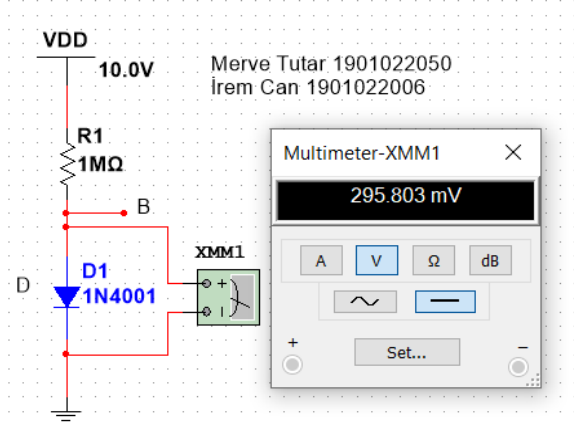 VDD
10.0V
Merve Tutar 1901022050
İrem Can 1901022006
R1
1MΩ
B
Multimeter-XMM1
295.803 mV
XMM1
A V Ω dB
D
D1
1N4001
+ Set... -